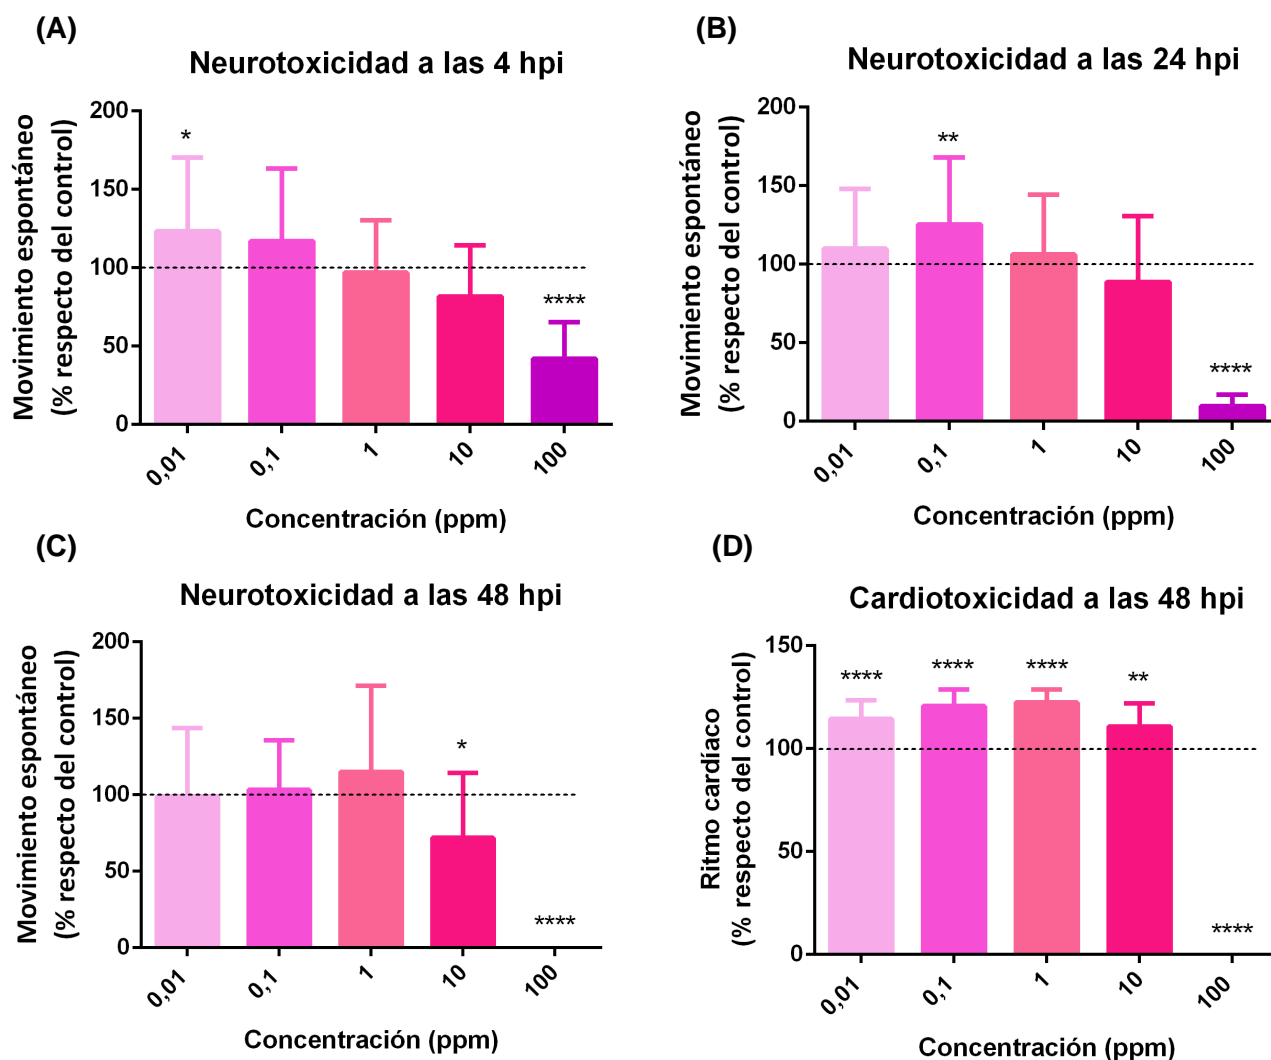 (A)
Neurotoxicidad a las 4 hpi
Movimiento espontáneo
(% respecto del control)
200
150
100
50
0
*
****
0,01
0,1
1
10
100
Concentración (ppm)
(B)
Neurotoxicidad a las 24 hpi
Movimiento espontáneo
(% respecto del control)
200
150
100
50
0
**
****
0,01
0,1
1
10
100
Concentración (ppm)
(C)
Neurotoxicidad a las 48 hpi
Movimiento espontáneo
(% respecto del control)
200
150
100
50
0
*
****
0,01
0,1
1
10
100
Concentración (ppm)
(D)
Cardiotoxicidad a las 48 hpi
Ritmo cardíaco
(% respecto del control)
150
100
50
0
****
****
****
**
****
0,01
0,1
1
10
100
Concentración (ppm)